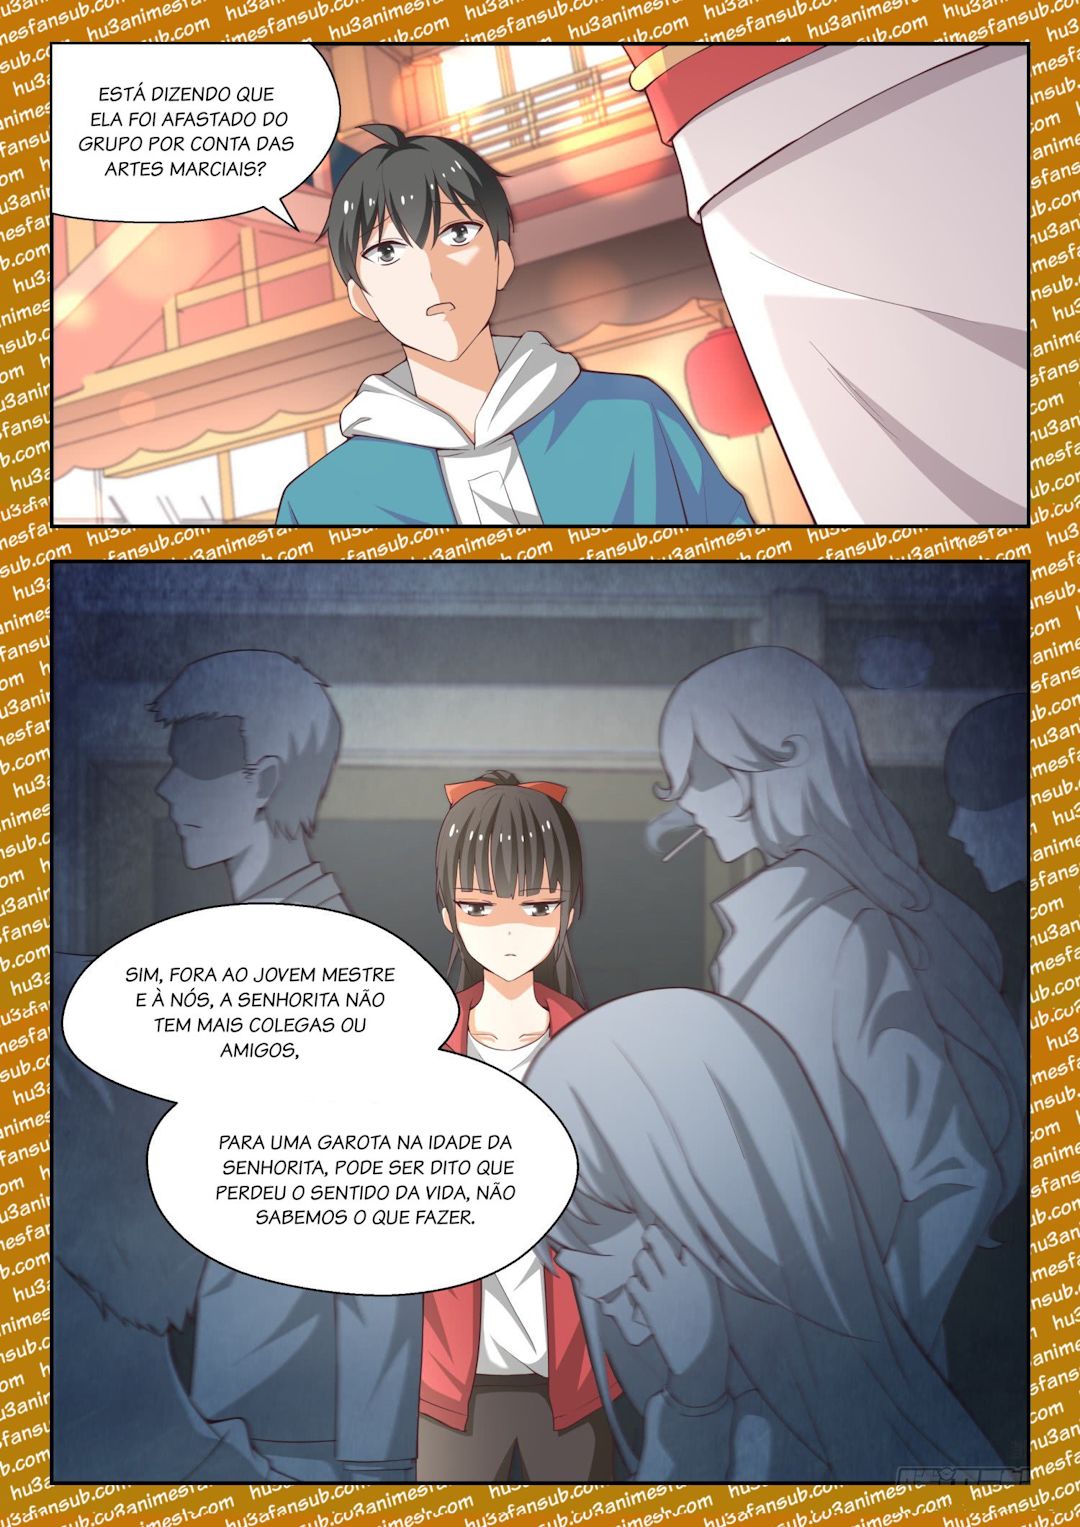 ESTÁ DIZENDO QUE
ELA FOI AFASTADO DO
GRUPO POR CONTA DAS
ARTES MARCIAIS?
SIM, FORA AO JOVEM MESTRE
E À NÓS, A SENHORITA NÃO
TEM MAIS COLEGAS OU
AMIGOS,
PARA UMA GAROTA NA IDADE DA
SENHORITA, PODE SER DITO QUE
PERDEU O SENTIDO DA VIDA, NÃO
SABEMOS O QUE FAZER.
hu3animesfansub.com